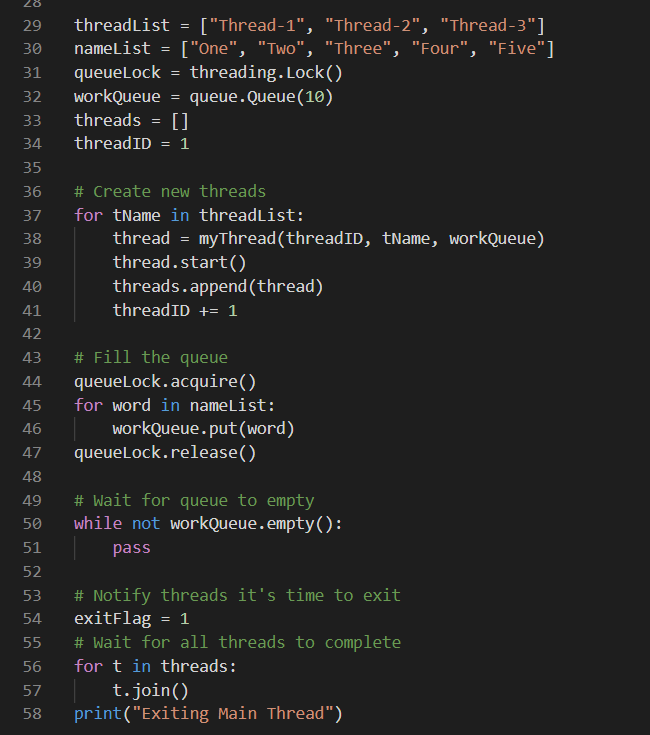 28
29 threadList = ["Thread-1", "Thread-2", "Thread-3"]
30 nameList = ["One", "Two", "Three", "Four", "Five"]
31 queueLock = threading.Lock()
32 workQueue = queue.Queue(10)
33 threads = []
34 threadID = 1
35
36 # Create new threads
37 for tName in threadList:
38     thread = myThread(threadID, tName, workQueue)
39     thread.start()
40     threads.append(thread)
41     threadID += 1
42
43 # Fill the queue
44 queueLock.acquire()
45 for word in nameList:
46     workQueue.put(word)
47 queueLock.release()
48
49 # Wait for queue to empty
50 while not workQueue.empty():
51     pass
52
53 # Notify threads it's time to exit
54 exitFlag = 1
55 # Wait for all threads to complete
56 for t in threads:
57     t.join()
58 print("Exiting Main Thread")